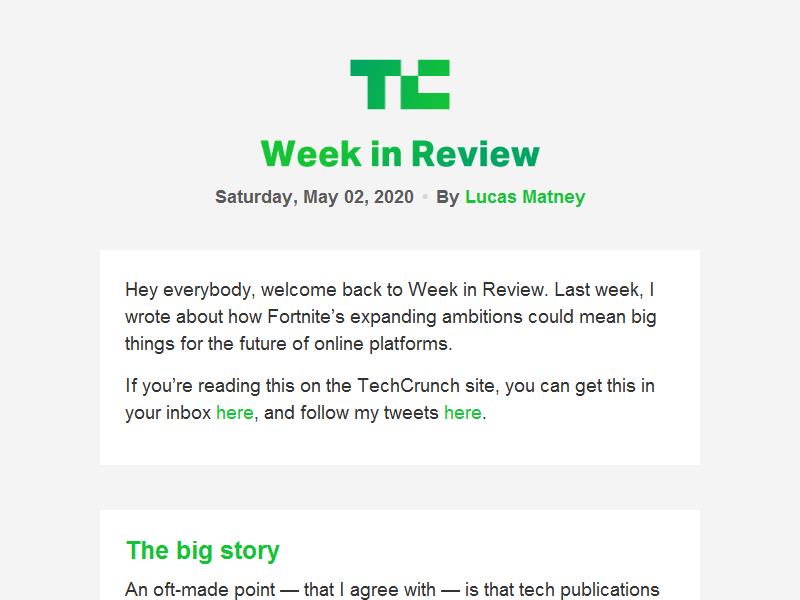 TC
Week in Review
Saturday, May 02, 2020 • By Lucas Matney
Hey everybody, welcome back to Week in Review. Last week, I
wrote about how Fortnite’s expanding ambitions could mean big
things for the future of online platforms.
If you’re reading this on the TechCrunch site, you can get this in
your inbox here, and follow my tweets here.
The big story
An oft-made point — that I agree with — is that tech publications